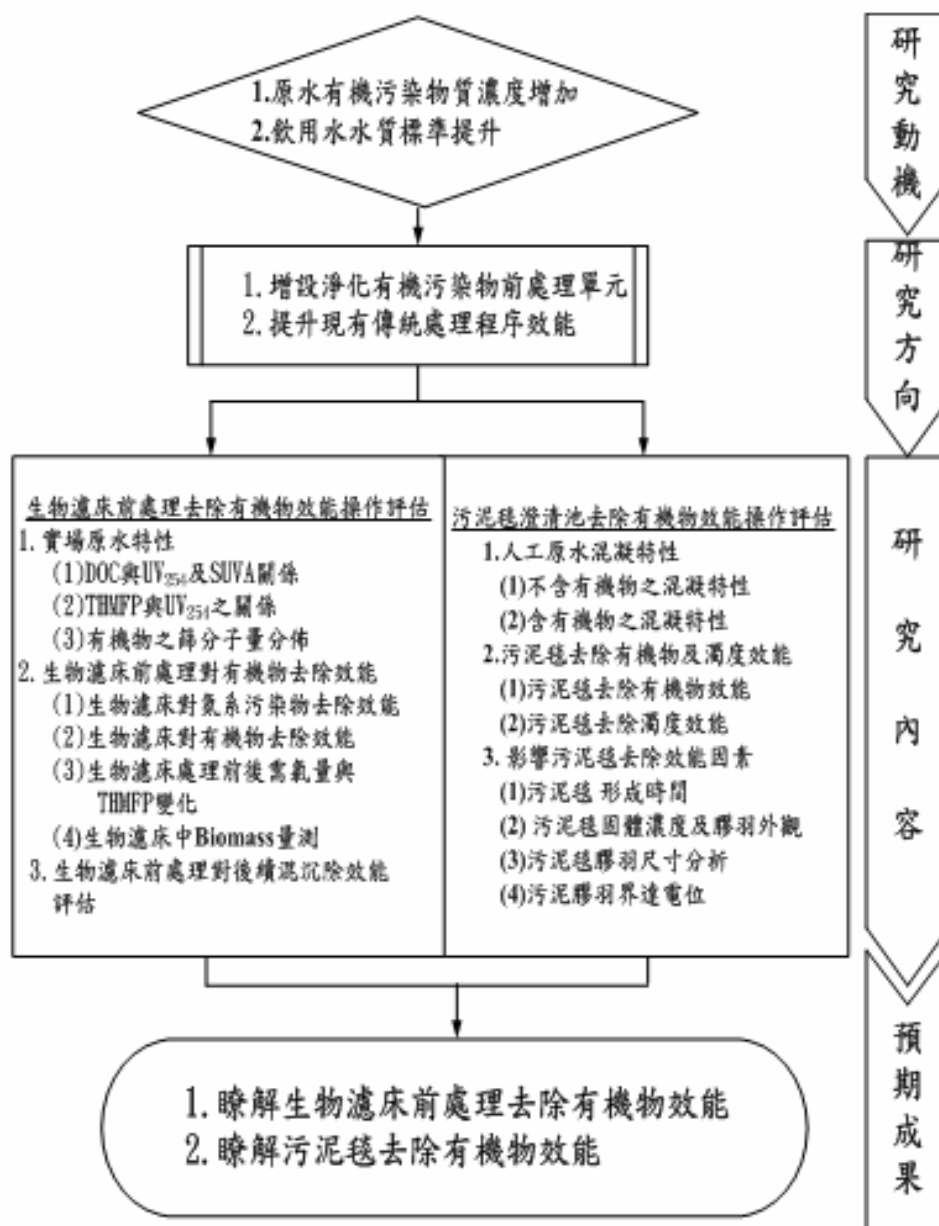 1.原水有機污染物質濃度增加
2.飲用水水質標準提升
研究動機
1. 增設淨化有機污染物前處理單元
2. 提升現有傳統處理程序效能
研究方向
生物濾床前處理去除有機物效能操作評估
1. 實場原水特性
(1)DOC與UV₂₅₄及SUVA關係
(2)THMFP與UV₂₅₄之關係
(3)有機物之篩分子量分佈
2. 生物濾床前處理對有機物去除效能
(1)生物濾床對氮系污染物去除效能
(2)生物濾床對有機物去除效能
(3)生物濾床處理前後需氧量與
THMFP變化
(4)生物濾床中Biomass量測
3. 生物濾床前處理對後續混沉除效能
評估
污泥毯澄清池去除有機物效能操作評估
1.人工原水混凝特性
(1)不含有機物之混凝特性
(2)含有機物之混凝特性
2.污泥毯去除有機物及濁度效能
(1)污泥毯去除有機物效能
(2)污泥毯去除濁度效能
3. 影響污泥毯去除效能因素
(1)污泥毯 形成時間
(2) 污泥毯固體濃度及膠羽外觀
(3)污泥毯膠羽尺寸分析
(4)污泥膠羽界達電位
研究內容
1. 瞭解生物濾床前處理去除有機物效能
2. 瞭解污泥毯去除有機物效能
預期成果